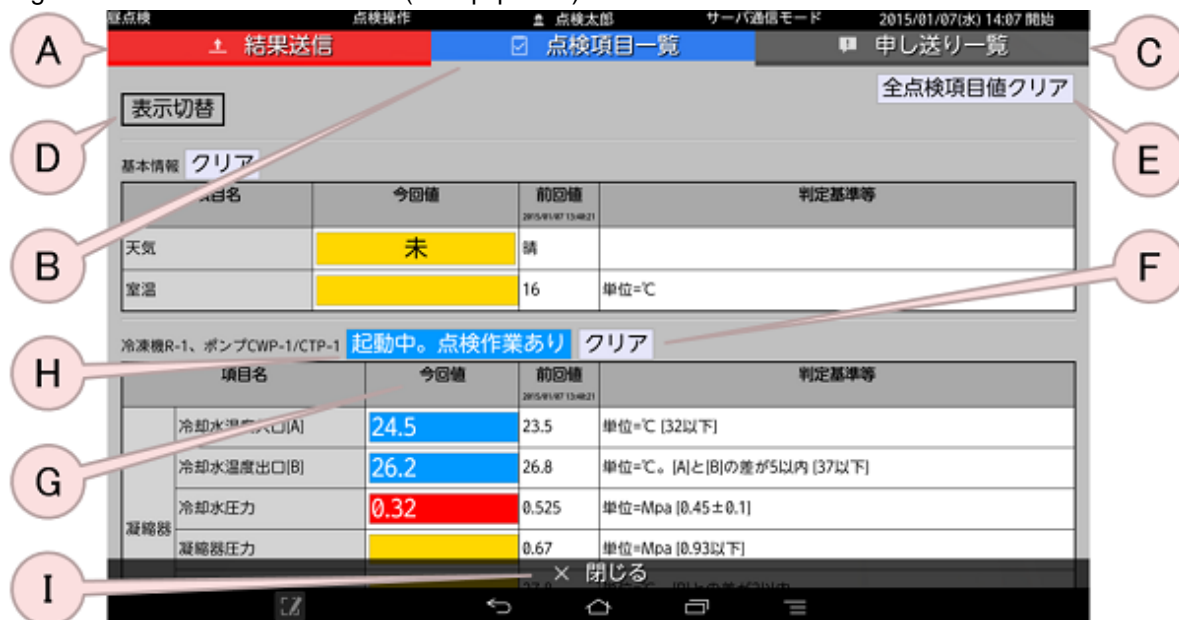 昼点検 点検操作 点検太郎 サーバ通信モード 2015/01/07(水) 14:07 開始
A 結果送信 点検項目一覧 申し送り一覧 C
全点検項目値クリア
D 表示切替 E
基本情報 クリア
項目名 今回値 前回値 判定基準等
2015/01/07 13:48:21
B 天気 未 晴
F
室温 16 単位=℃
H 冷凍機R-1、ポンプCWP-1/CTP-1 起動中。点検作業あり クリア
項目名 今回値 前回値 判定基準等
2015/01/07 13:48:21
冷却水温度入口[A] 24.5 23.5 単位=℃ [32以下]
G 冷却水温度出口[B] 26.2 26.8 単位=℃。[A]と[B]の差が5以内 [37以下]
冷却水圧力 0.32 0.525 単位=Mpa [0.45±0.1]
凝縮器
凝縮器圧力 0.67 単位=Mpa [0.93以下]
I × 閉じる